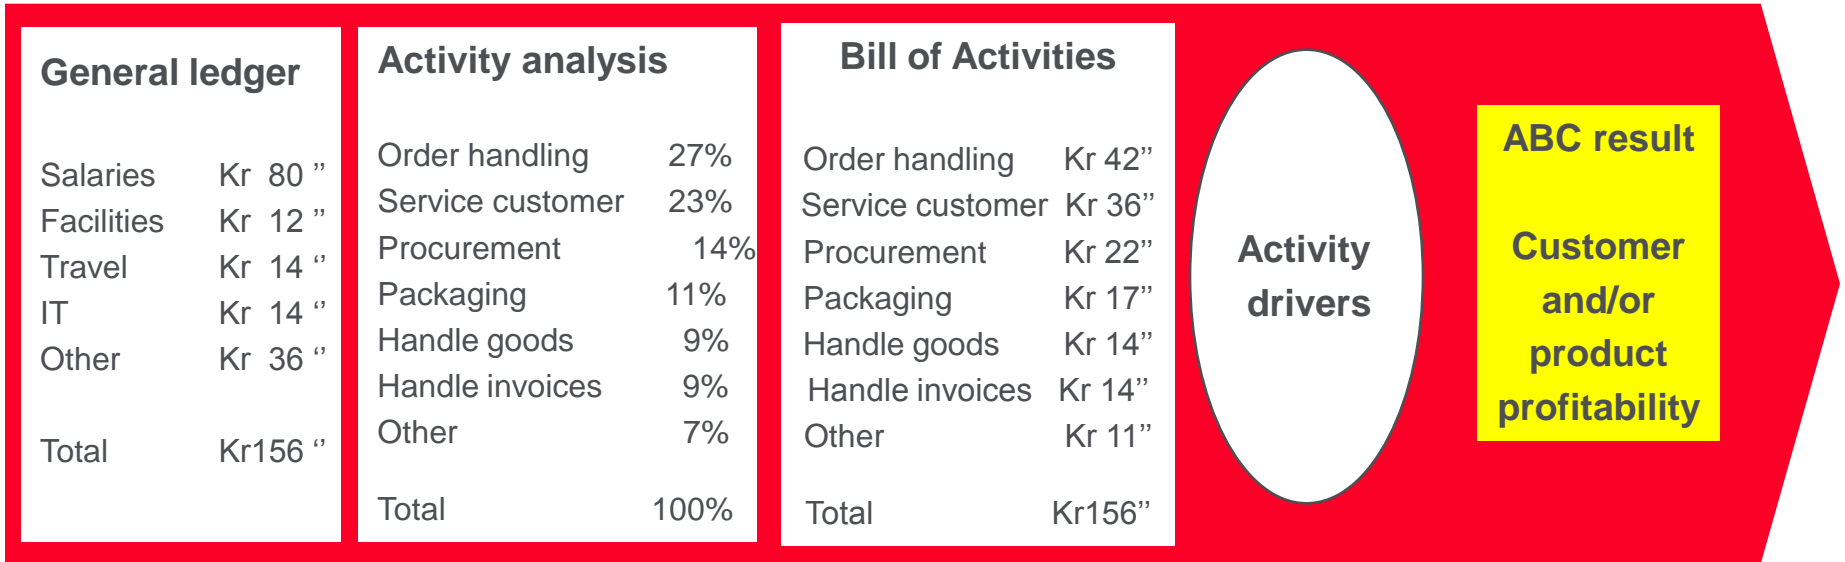 General ledger
Salaries Kr 80 ’’
Facilities Kr 12 ’’
Travel Kr 14 ‘’
IT Kr 14 ‘’
Other Kr 36 ‘’
Total Kr156 ‘’
Activity analysis
Order handling 27%
Service customer 23%
Procurement 14%
Packaging 11%
Handle goods 9%
Handle invoices 9%
Other 7%
Total 100%
Bill of Activities
Order handling Kr 42’’
Service customer Kr 36’’
Procurement Kr 22’’
Packaging Kr 17’’
Handle goods Kr 14’’
Handle invoices Kr 14’’
Other Kr 11’’
Total Kr156’’
Activity
drivers
ABC result
Customer
and/or
product
profitability